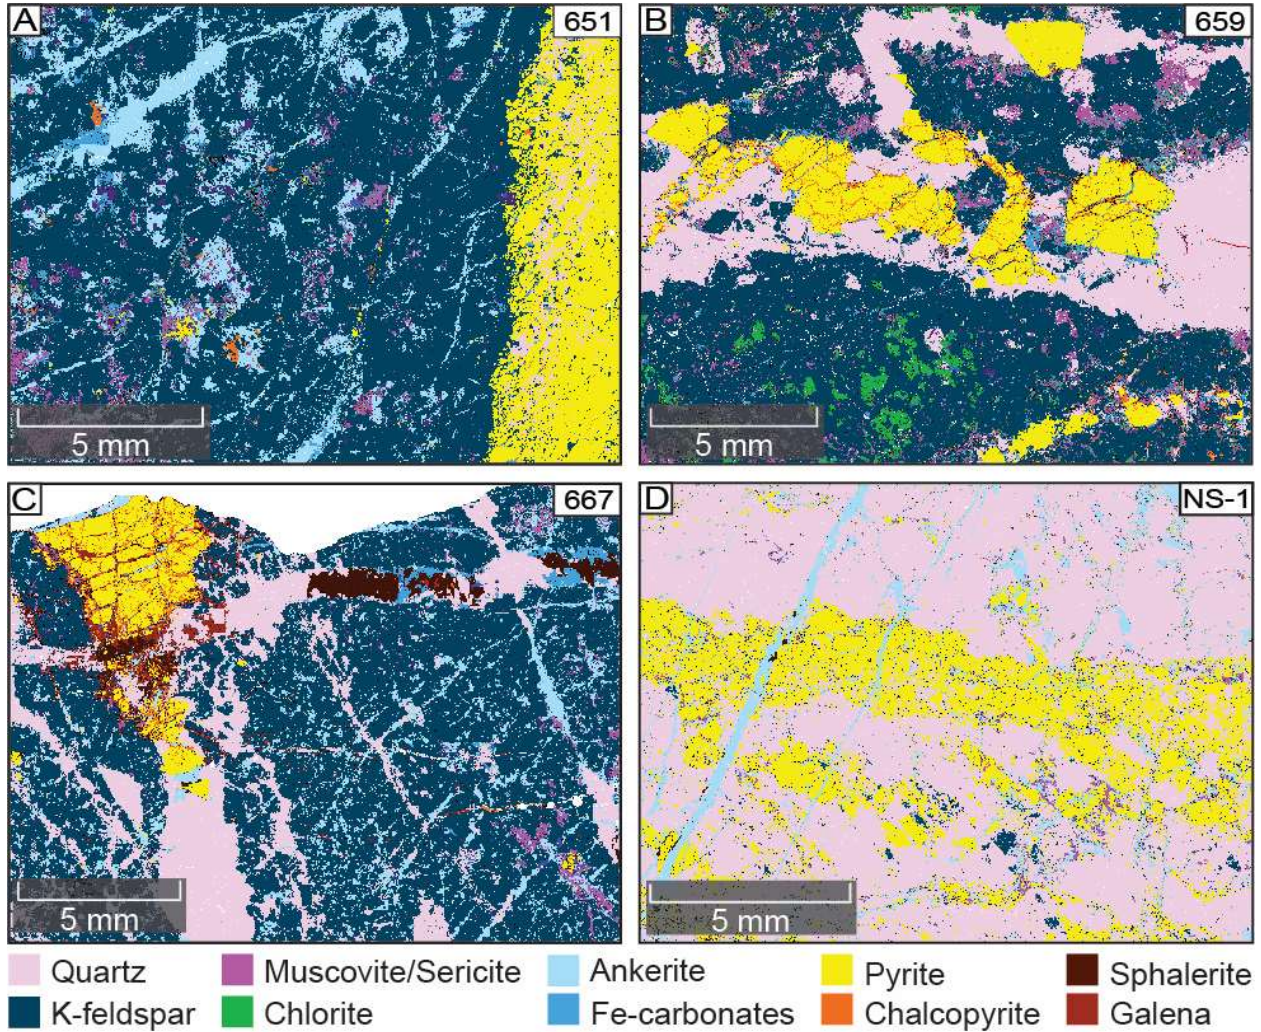 A 651
B 659
5 mm
5 mm
C 667
D NS-1
5 mm
5 mm
Quartz Muscovite/Sericite Ankerite Pyrite Sphalerite
K-feldspar Chlorite Fe-carbonates Chalcopyrite Galena